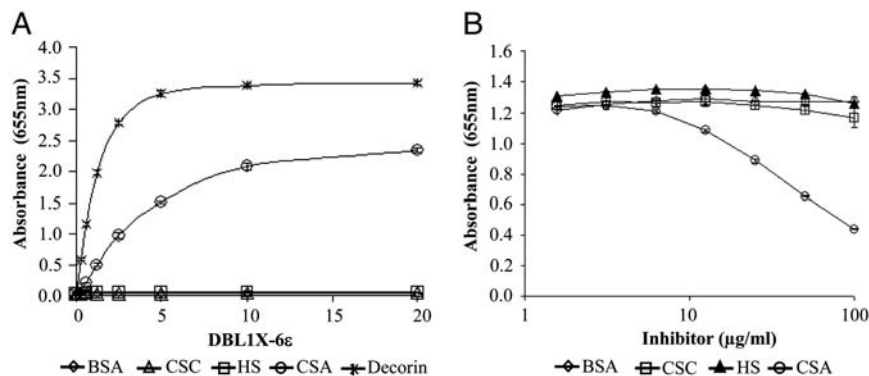 A
Absorbance (655nm)
4.0
3.5
3.0
2.5
2.0
1.5
1.0
0.5
0.0
0
5
10
15
20
DBL1X-6ε
BSA
CSC
HS
CSA
Decorin
B
Absorbance (655nm)
1.6
1.4
1.2
1.0
0.8
0.6
0.4
0.2
0
1
10
100
Inhibitor (μg/ml)
BSA
CSC
HS
CSA